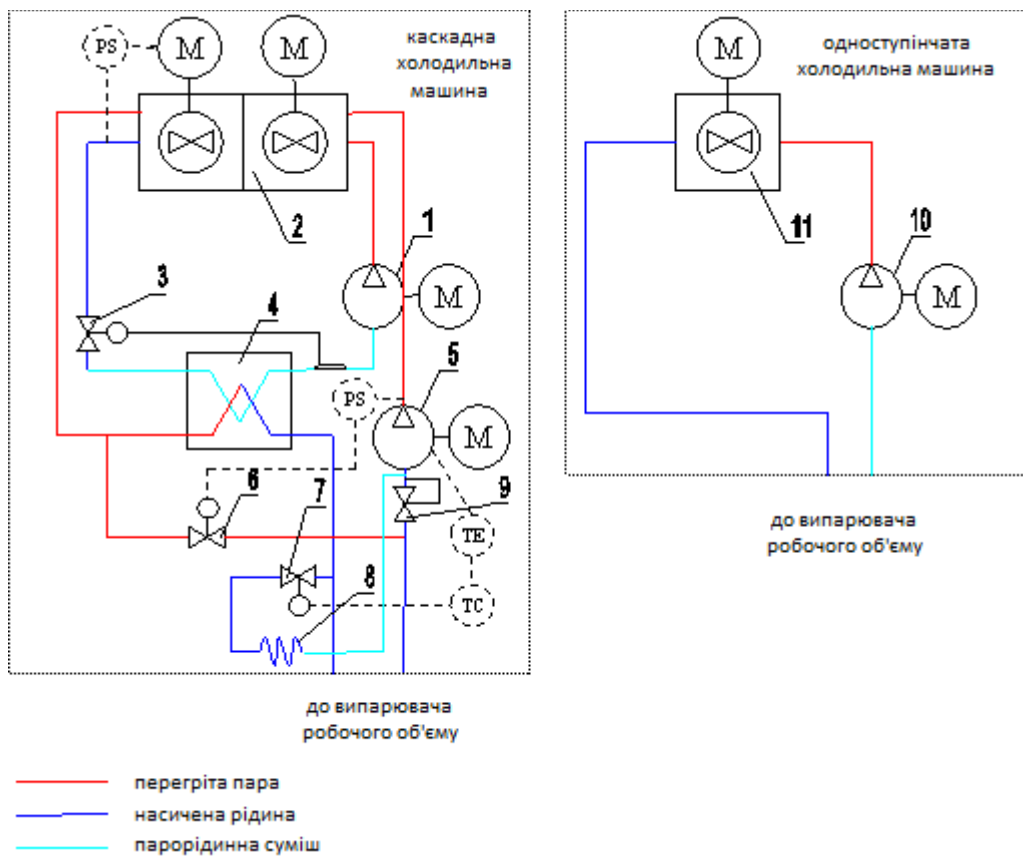 каскадна
холодильна
машина
PS
M
M
2
1
M
3
4
PS
5
M
6
7
8
9
TE
TC
до випарювача
робочого об'єму
одноступінчата
холодильна машина
M
11
10
M
до випарювача
робочого об'єму
перегріта пара
насичена рідина
парорідинна суміш